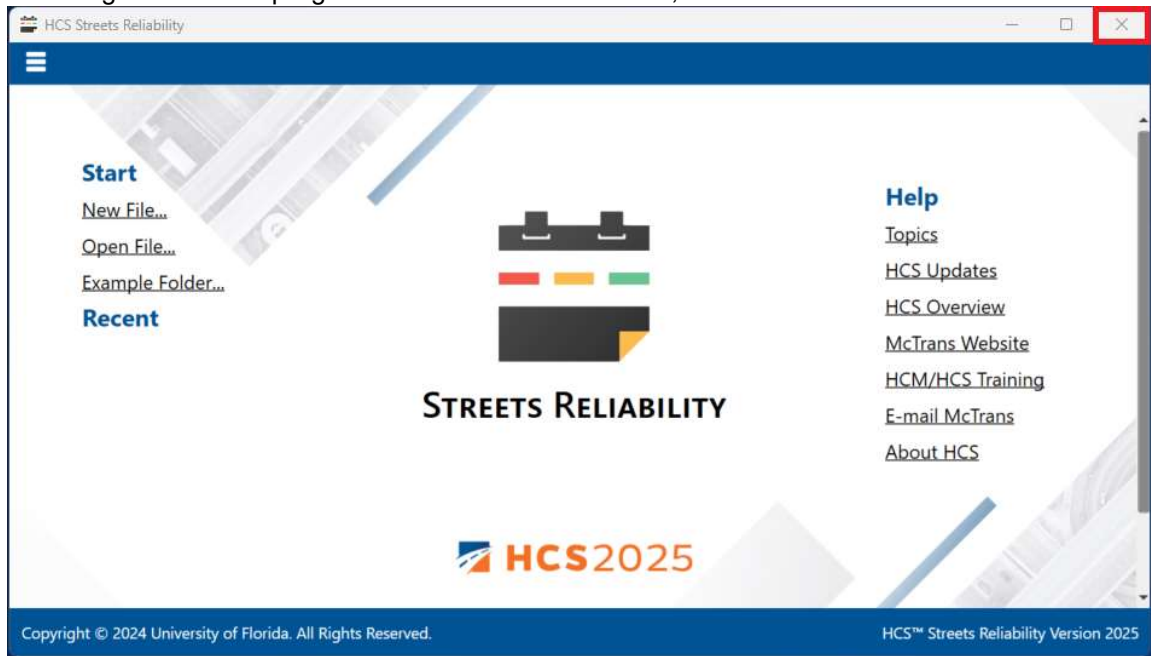 HCS Streets Reliability
Start
New File...
Open File...
Example Folder...
Recent
STREETS RELIABILITY
HCS2025
Help
Topics
HCS Updates
HCS Overview
McTrans Website
HCM/HCS Training
E-mail McTrans
About HCS
Copyright © 2024 University of Florida. All Rights Reserved.
HCS™ Streets Reliability Version 2025